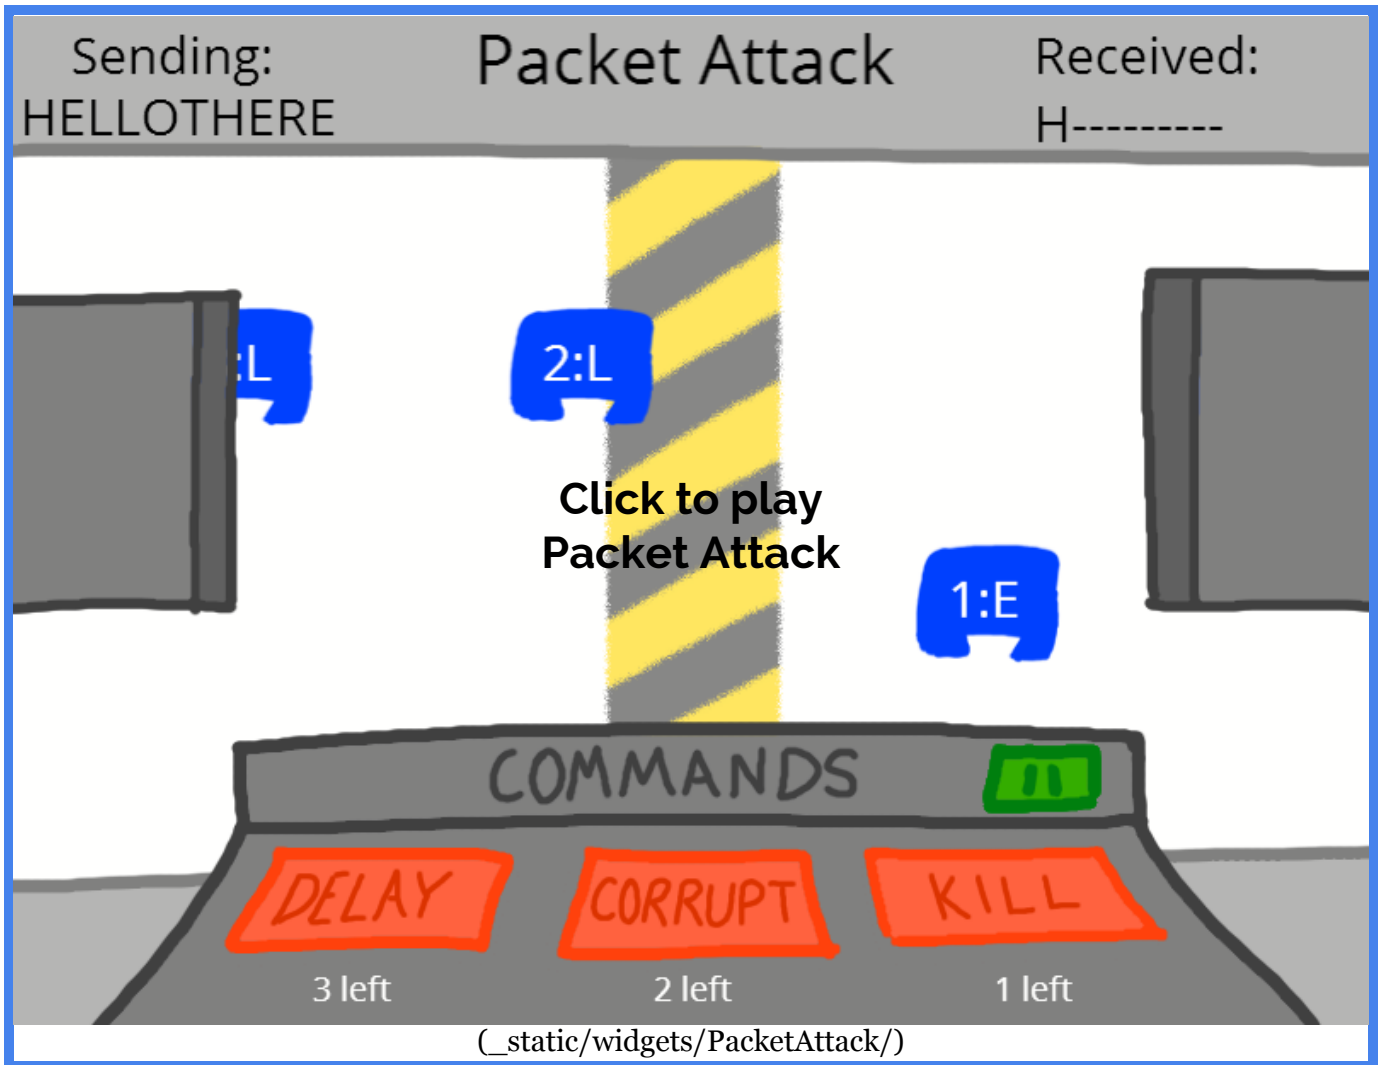 Sending:
HELLOTHERE
Packet Attack
Received:
H---------
:L
2:L
Click to play
Packet Attack
1:E
COMMANDS
DELAY
CORRUPT
KILL
3 left
2 left
1 left
(_static/widgets/PacketAttack/)